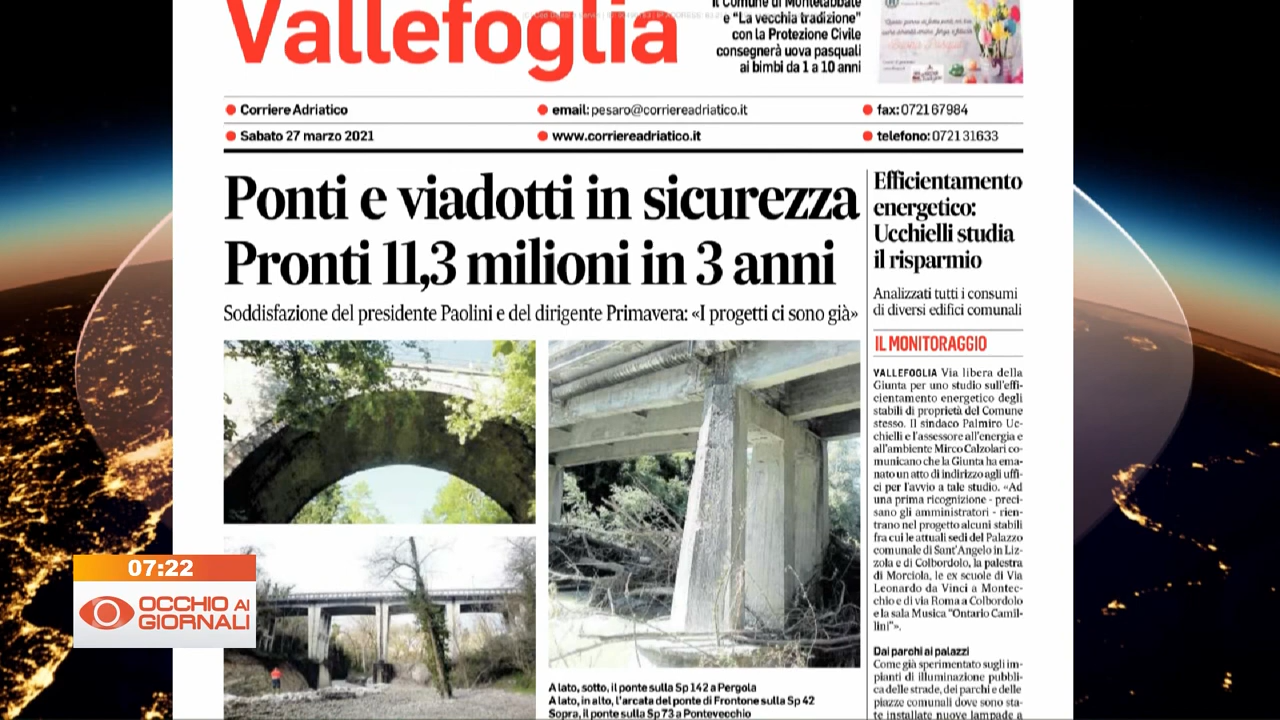 Vallefoglia
il Comune di Montelabbate
e "La vecchia tradizione"
con la Protezione Civile
consegnerà uova pasquali
ai bimbi da 1 a 10 anni
Corriere Adriatico
email: pesaro@corriereadriatico.it
fax: 0721 67984
Sabato 27 marzo 2021
www.corriereadriatico.it
telefono: 0721 31633
Ponti e viadotti in sicurezza
Pronti 11,3 milioni in 3 anni
Soddisfazione del presidente Paolini e del dirigente Primavera: «I progetti ci sono già»
A lato, sotto, il ponte sulla Sp 142 a Pergola
A lato, in alto, l'arcata del ponte di Frontone sulla Sp 42
Sopra, il ponte sulla Sp 73 a Pontevecchio
Efficientamento
energetico:
Ucchielli studia
il risparmio
Analizzati tutti i consumi
di diversi edifici comunali
IL MONITORAGGIO
VALLEFOGLIA Via libera della
Giunta per uno studio sull'effi-
cientamento energetico degli
stabili di proprietà del Comune
stesso. Il sindaco Palmiro Uc-
chielli e l'assessore all'energia e
all'ambiente Mirco Calzolari co-
municano che la Giunta ha ema-
nato un atto di indirizzo agli uffi-
ci per l'avvio a tale studio. «Ad
una prima ricognizione - preci-
sano gli amministratori - rien-
trano nel progetto alcuni stabili
fra cui le attuali sedi del Palazzo
comunale di Sant'Angelo in Liz-
zola e di Colbordolo, la palestra
di Morciola, le ex scuole di Via
Leonardo da Vinci a Montec-
chio e di via Roma a Colbordolo
e la sala Musica "Ontario Camil-
lini"».
Dai parchi ai palazzi
Come già sperimentato sugli im-
pianti di illuminazione pubbli-
ca delle strade, dei parchi e delle
piazze comunali dove sono sta-
te installate nuove lampade a
07:22
OCCHIO AI
GIORNALI